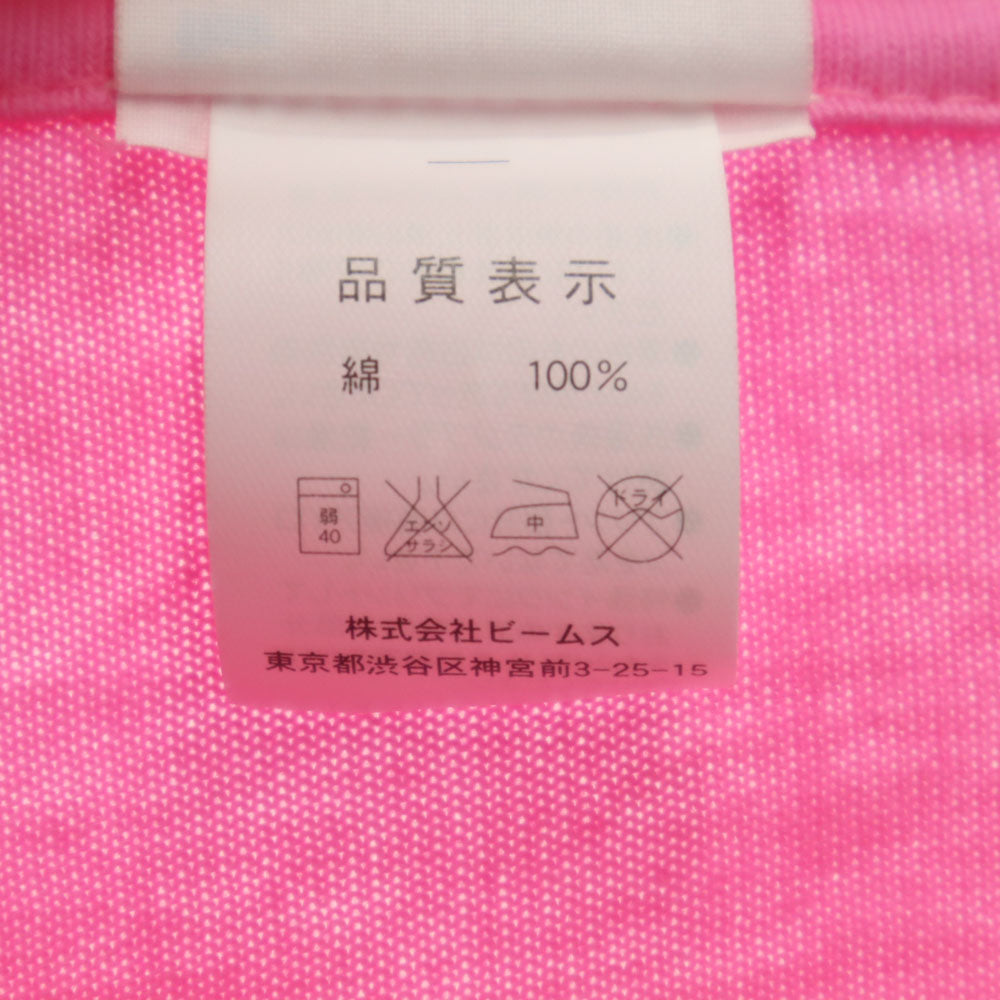 品質表示
綿 100%
弱 エンソ 中 ドライ
40 サラシ
株式会社ビームス
東京都渋谷区神宮前3-25-15